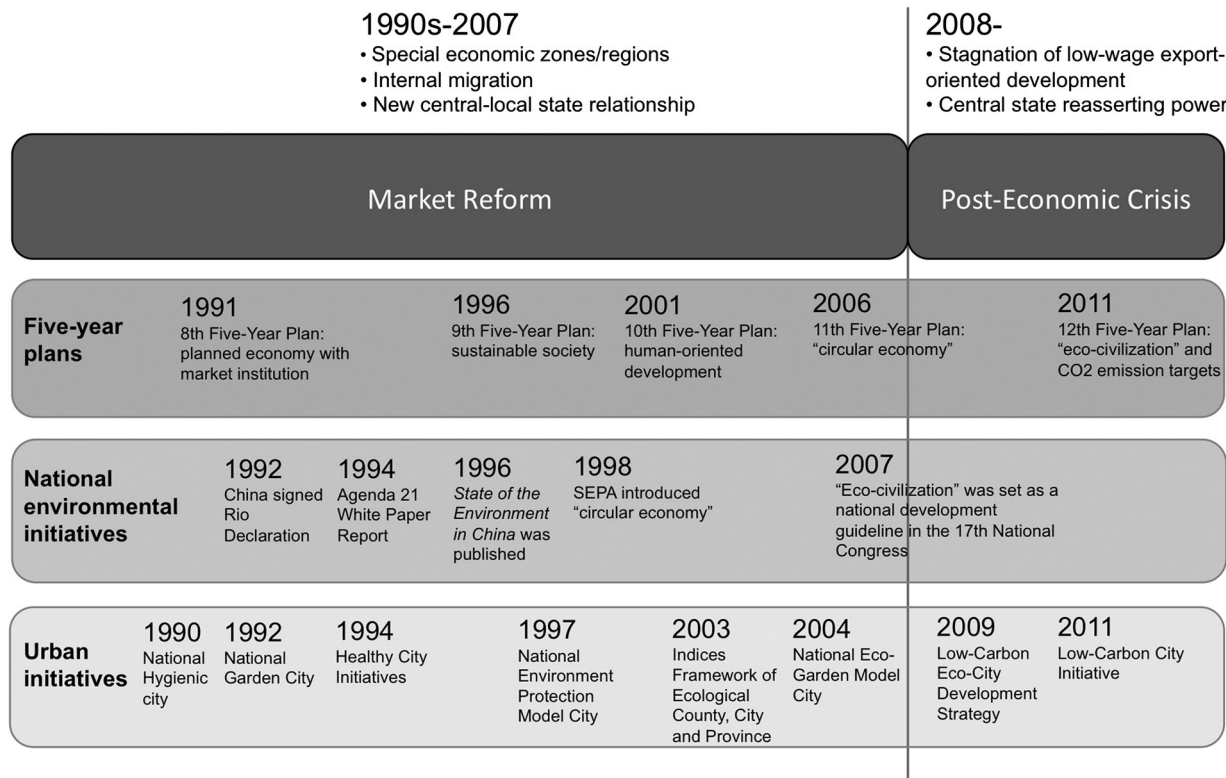 1990s-2007
• Special economic zones/regions
• Internal migration
• New central-local state relationship
2008-
• Stagnation of low-wage export-
oriented development
• Central state reasserting power
Market Reform
Post-Economic Crisis
Five-year
plans
1991
8th Five-Year Plan:
planned economy with
market institution
1996
9th Five-Year Plan:
sustainable society
2001
10th Five-Year Plan:
human-oriented
development
2006
11th Five-Year Plan:
“circular economy”
2011
12th Five-Year Plan:
“eco-civilization” and
CO2 emission targets
National
environmental
initiatives
1992
China signed
Rio
Declaration
1994
Agenda 21
White Paper
Report
1996
State of the
Environment
in China was
published
1998
SEPA introduced
“circular economy”
2007
“Eco-civilization” was set as a
national development
guideline in the 17th National
Congress
Urban
initiatives
1990
National
Hygienic
city
1992
National
Garden City
1994
Healthy City
Initiatives
1997
National
Environment
Protection
Model City
2003
Indices
Framework of
Ecological
County, City
and Province
2004
National Eco-
Garden Model
City
2009
Low-Carbon
Eco-City
Development
Strategy
2011
Low-Carbon City
Initiative